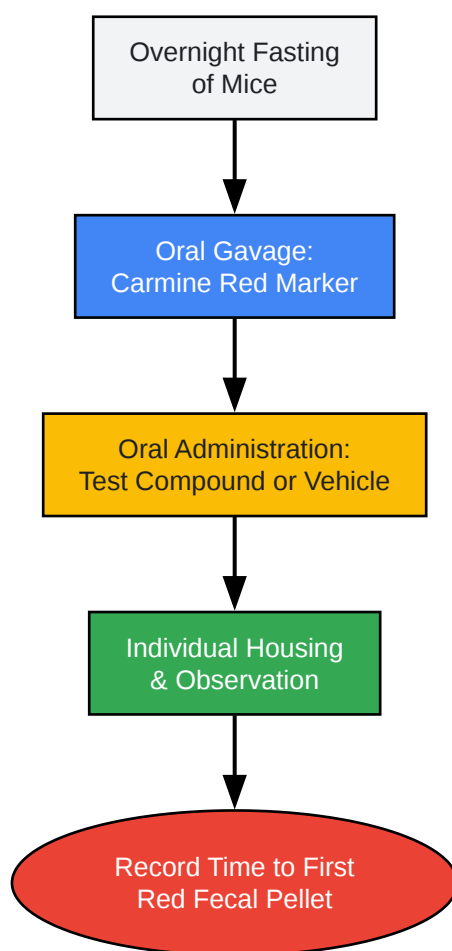 Overnight Fasting
of Mice
Oral Gavage:
Carmine Red Marker
Oral Administration:
Test Compound or Vehicle
Individual Housing
& Observation
Record Time to First
Red Fecal Pellet